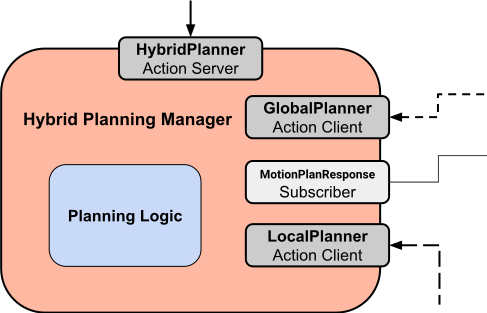 HybridPlanner
Action Server
Hybrid Planning Manager
GlobalPlanner
Action Client
MotionPlanResponse
Subscriber
Planning Logic
LocalPlanner
Action Client